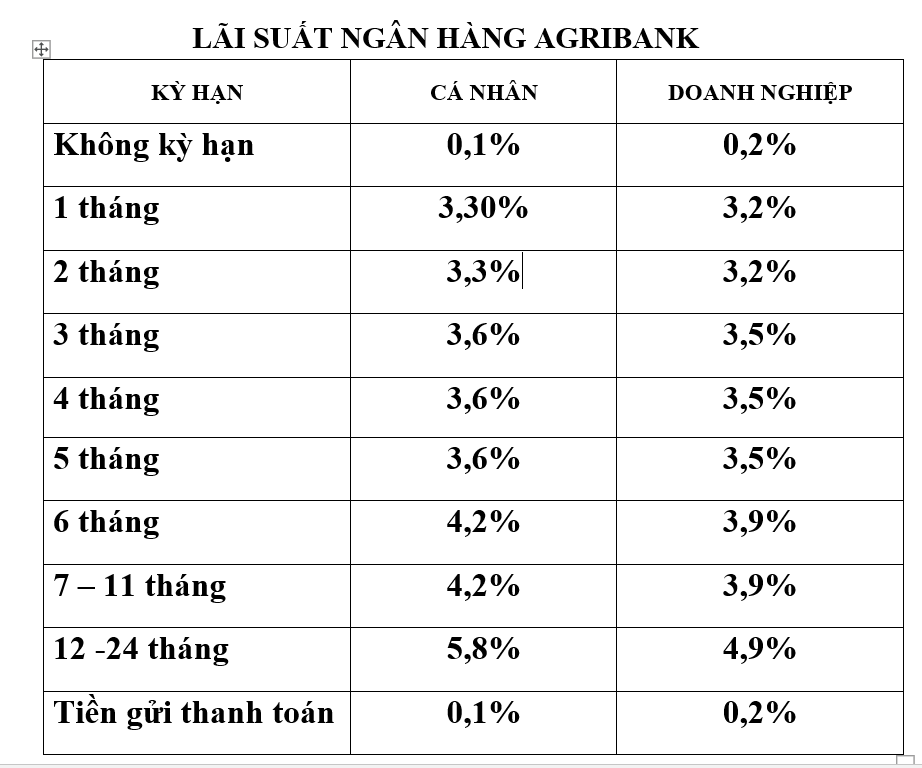 LÃI SUẤT NGÂN HÀNG AGRIBANK
KỲ HẠN CÁ NHÂN DOANH NGHIỆP
Không kỳ hạn 0,1% 0,2%
1 tháng 3,30% 3,2%
2 tháng 3,3% 3,2%
3 tháng 3,6% 3,5%
4 tháng 3,6% 3,5%
5 tháng 3,6% 3,5%
6 tháng 4,2% 3,9%
7 – 11 tháng 4,2% 3,9%
12 -24 tháng 5,8% 4,9%
Tiền gửi thanh toán 0,1% 0,2%